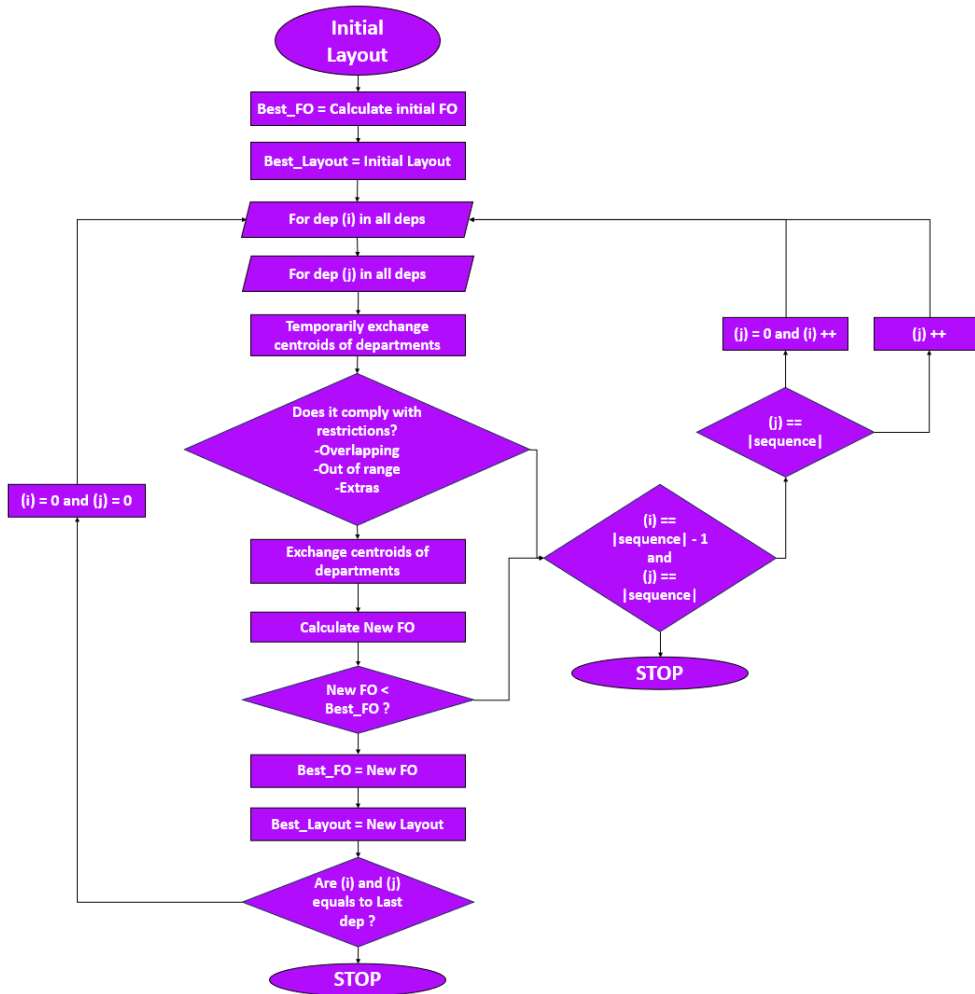 Initial
Layout
Best_FO = Calculate initial FO
Best_Layout = Initial Layout
For dep (i) in all deps
For dep (j) in all deps
Temporarily exchange
centroids of departments
Does it comply with
restrictions?
-Overlapping
-Out of range
-Extras
Exchange centroids of
departments
Calculate New FO
New FO <
Best_FO ?
Best_FO = New FO
Best_Layout = New Layout
Are (i) and (j)
equals to Last
dep ?
STOP
(i) = 0 and (j) = 0
(i) ==
|sequence| - 1
and
(j) ==
|sequence|
STOP
(j) ==
|sequence|
(j) = 0 and (i) ++
(j) ++